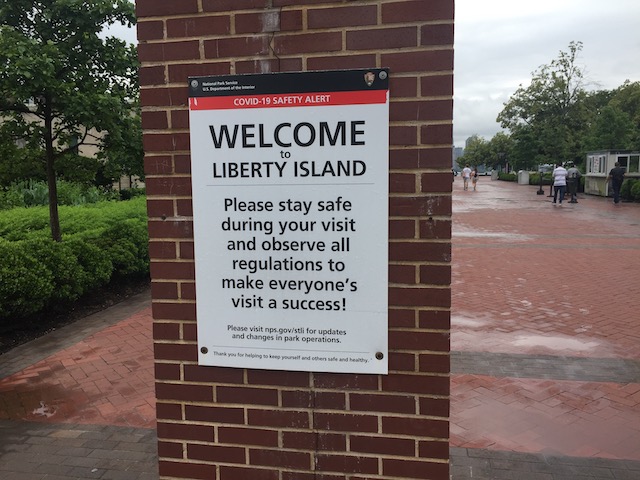 National Park Service
U.S. Department of the Interior
COVID-19 SAFETY ALERT
WELCOME
to
LIBERTY ISLAND
Please stay safe
during your visit
and observe all
regulations to
make everyone's
visit a success!
Please visit nps.gov/stli for updates
and changes in park operations.
Thank you for helping to keep yourself and others safe and healthy.